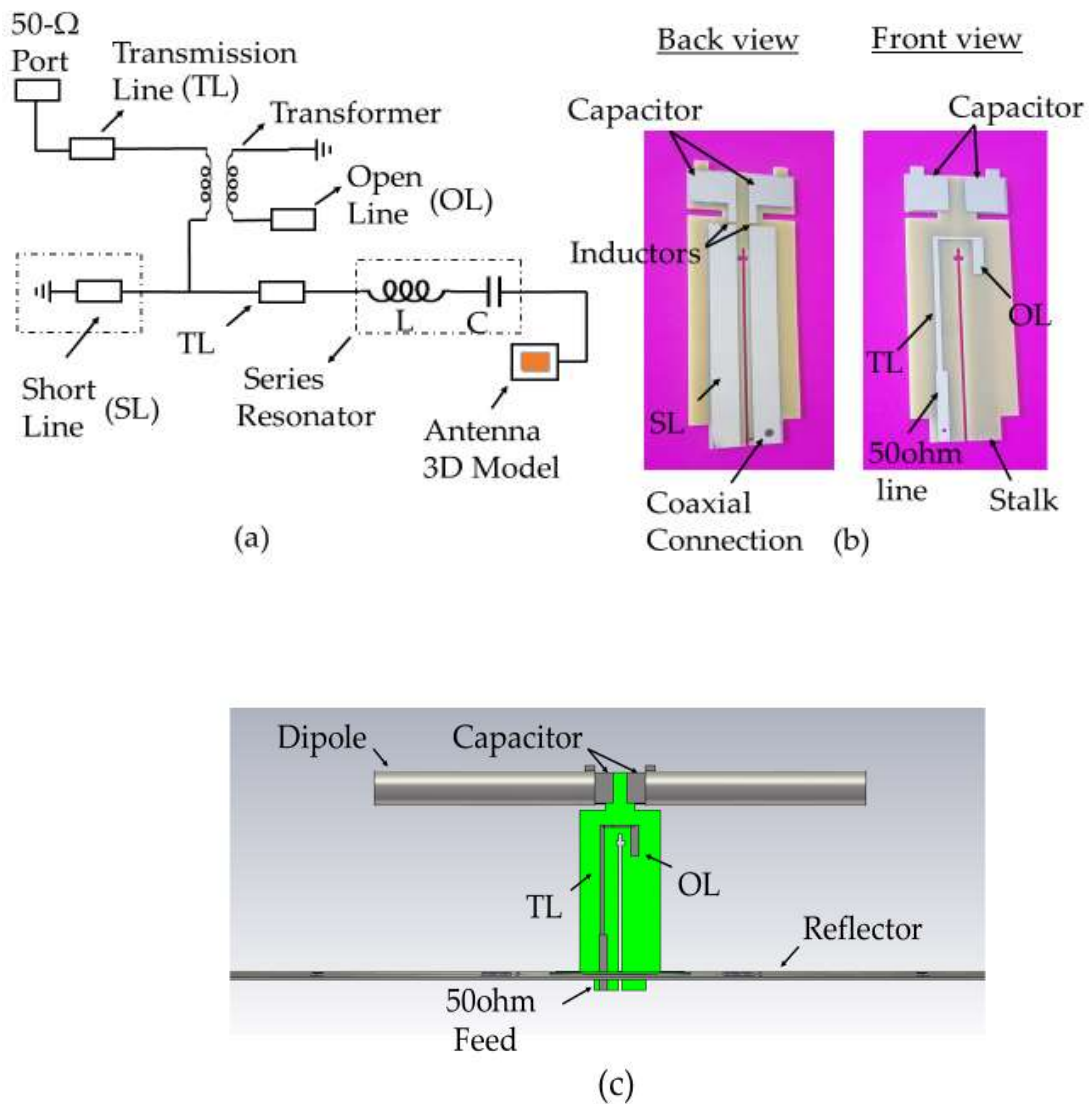 50-Ω
Port
Transmission
Line (TL)
Transformer
Open
Line (OL)
L
C
TL
Short
Line (SL)
Series
Resonator
Antenna
3D Model
(a)
Back view
Front view
Capacitor
Capacitor
Inductors
SL
OL
TL
50ohm
line
Coaxial
Connection
Stalk
(b)
Dipole
Capacitor
TL
OL
Reflector
50ohm
Feed
(c)